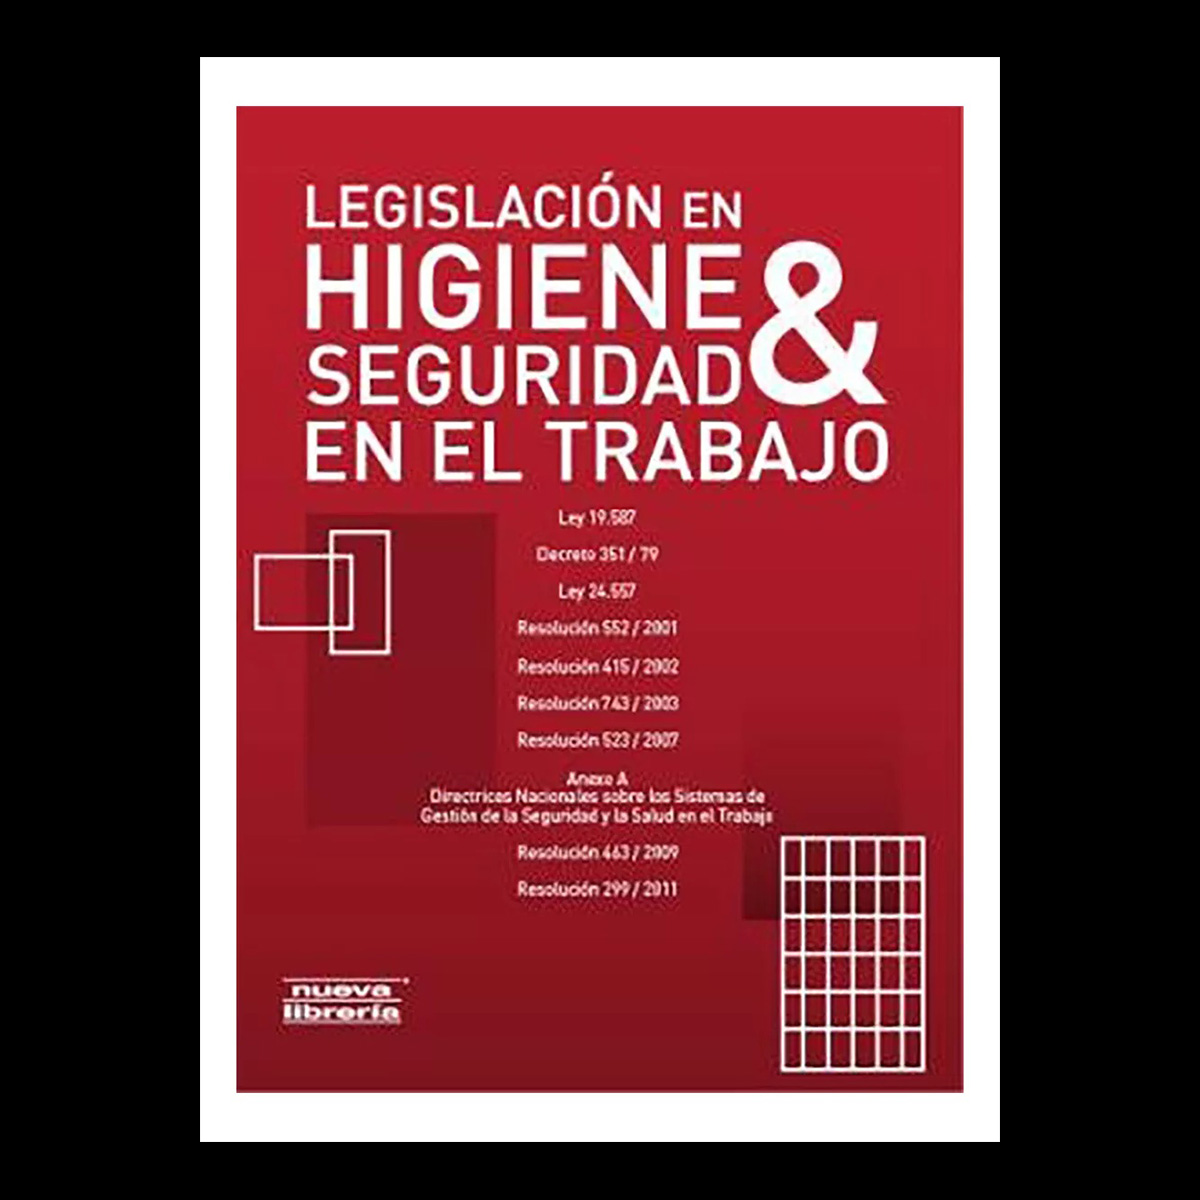 LEGISLACIÓN EN
HIGIENE &
SEGURIDAD
EN EL TRABAJO
Ley 19.587
Decreto 351 / 79
Ley 24.557
Resolución 552 / 2001
Resolución 415 / 2002
Resolución 743 / 2003
Resolución 523 / 2007
Anexo A
Directrices Nacionales sobre los Sistemas de
Gestión de la Seguridad y la Salud en el Trabajo
Resolución 463 / 2009
Resolución 299 / 2011
nueva
librería